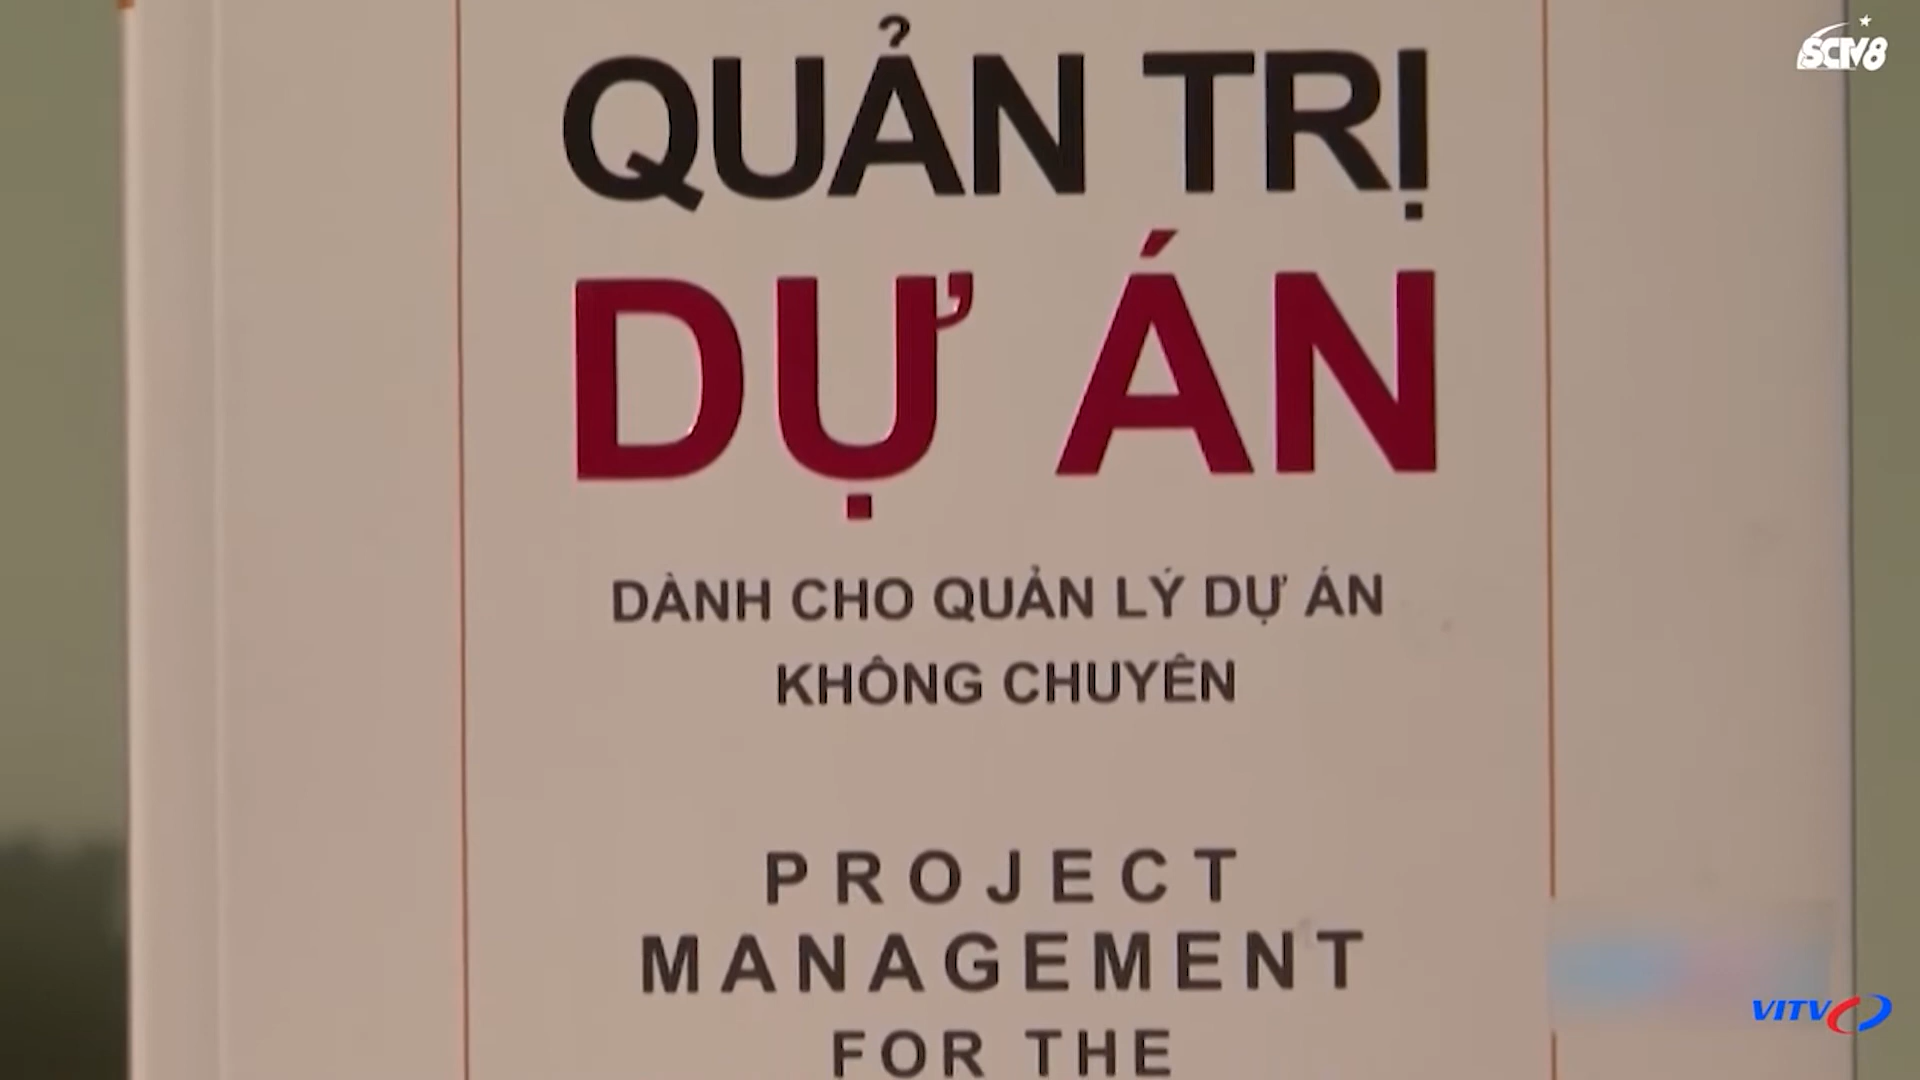 SCTV8
QUẢN TRỊ
DỰ ÁN
DÀNH CHO QUẢN LÝ DỰ ÁN
KHÔNG CHUYÊN
PROJECT
MANAGEMENT
FOR THE
VITV